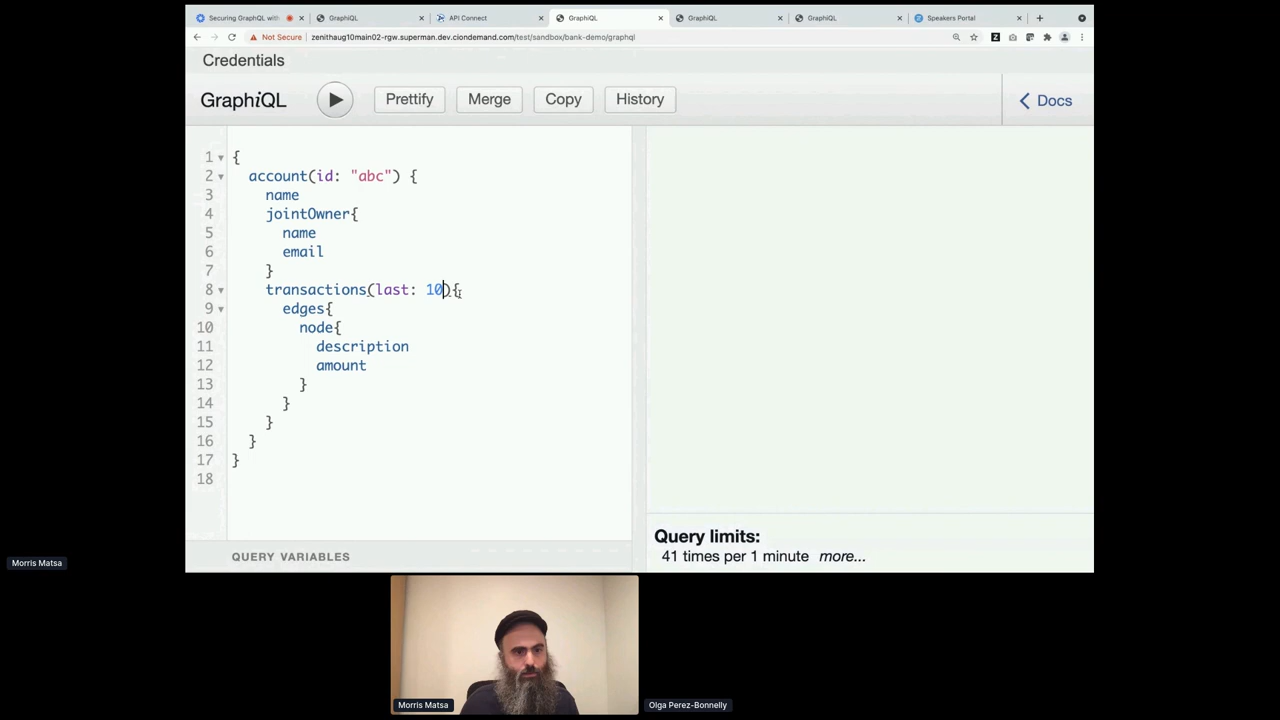 Securing GraphQL with
GraphiQL
API Connect
GraphiQL
GraphiQL
GraphiQL
Speakers Portal
Not Secure
zenithaug10main02-rgw.superman.dev.ciondemand.com/test/sandbox/bank-demo/graphql
Credentials
GraphiQL
Prettify
Merge
Copy
History
Docs
1 {
2 account(id: "abc") {
3 name
4 jointOwner{
5 name
6 email
7 }
8 transactions(last: 10){
9 edges{
10 node{
11 description
12 amount
13 }
14 }
15 }
16 }
17 }
18
Query limits:
41 times per 1 minute more...
QUERY VARIABLES
Morris Matsa
Morris Matsa
Olga Perez-Bonnelly